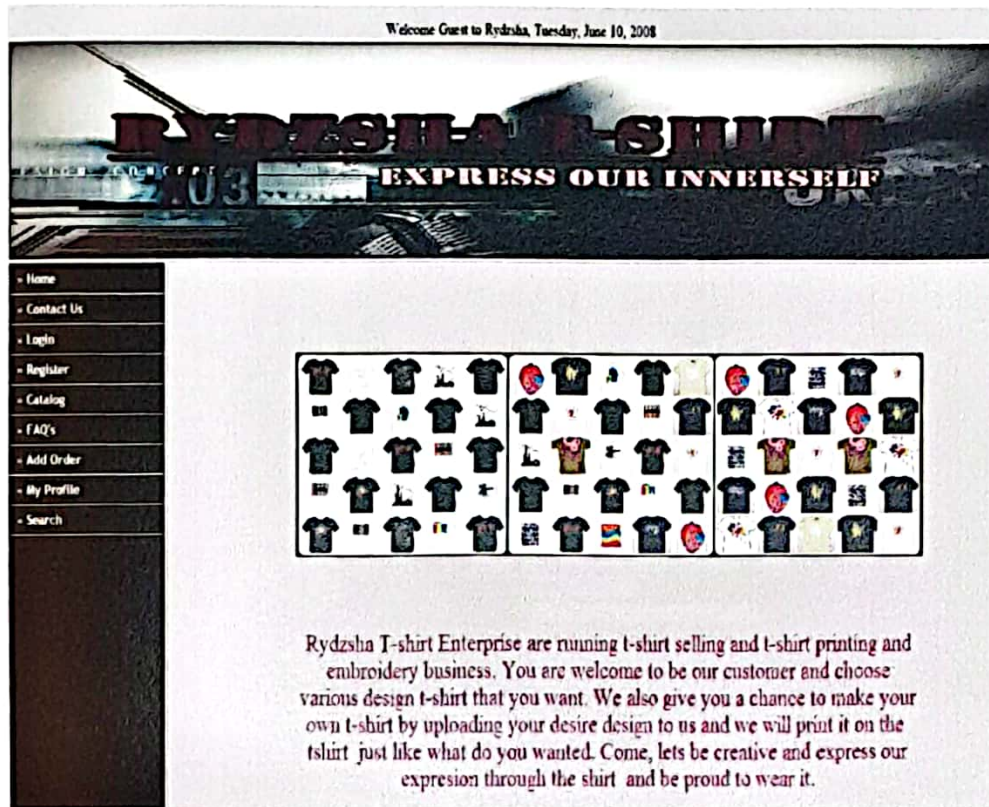 Welcome Guest to Rydzsha, Tuesday, June 10, 2008
RYDZSHA T-SHIRT
EXPRESS OUR INNERSELF
DESIGN CONCEPT
» Home
» Contact Us
» Login
» Register
» Catalog
» FAQ's
» Add Order
» My Profile
» Search
Rydzsha T-shirt Enterprise are running t-shirt selling and t-shirt printing and
embroidery business. You are welcome to be our customer and choose
various design t-shirt that you want. We also give you a chance to make your
own t-shirt by uploading your desire design to us and we will print it on the
tshirt just like what do you wanted. Come, lets be creative and express our
expresion through the shirt and be proud to wear it.